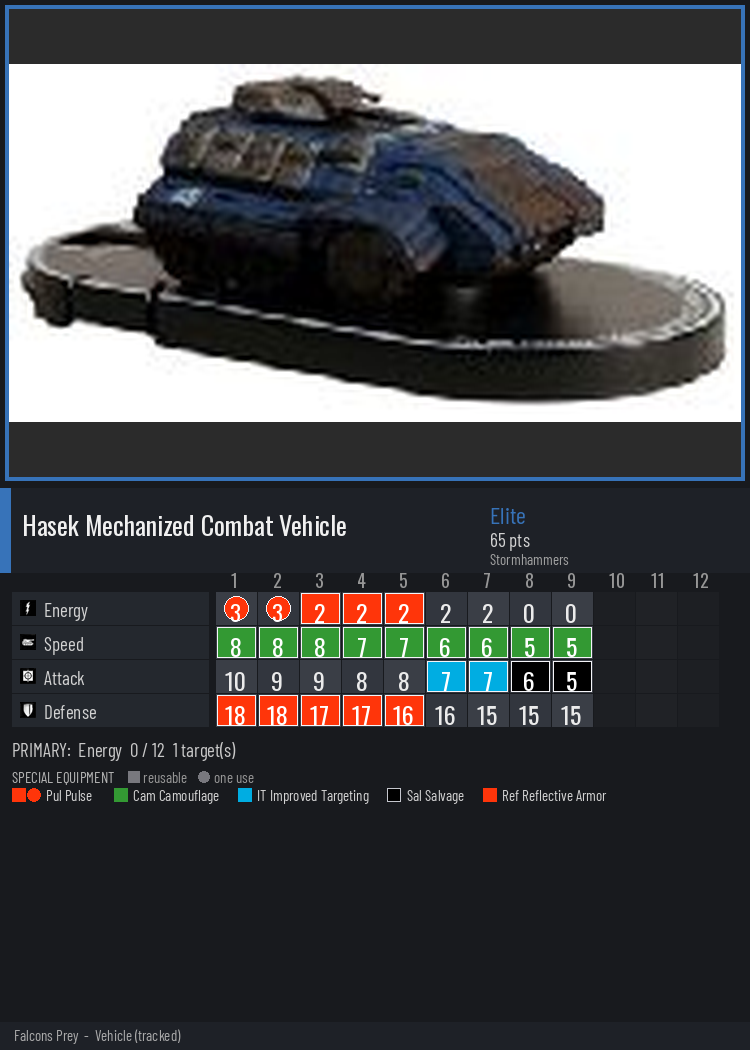 Hasek Mechanized Combat Vehicle
Elite
65 pts
Stormhammers
1 2 3 4 5 6 7 8 9 10 11 12
Energy 3 3 2 2 2 2 2 0 0
Speed 8 8 8 7 7 6 6 5 5
Attack 10 9 9 8 8 7 7 6 5
Defense 18 18 17 17 16 16 15 15 15
PRIMARY: Energy 0 / 12 1 target(s)
SPECIAL EQUIPMENT reusable one use
Pul Pulse Cam Camouflage IT Improved Targeting Sal Salvage Ref Reflective Armor
Falcons Prey - Vehicle (tracked)